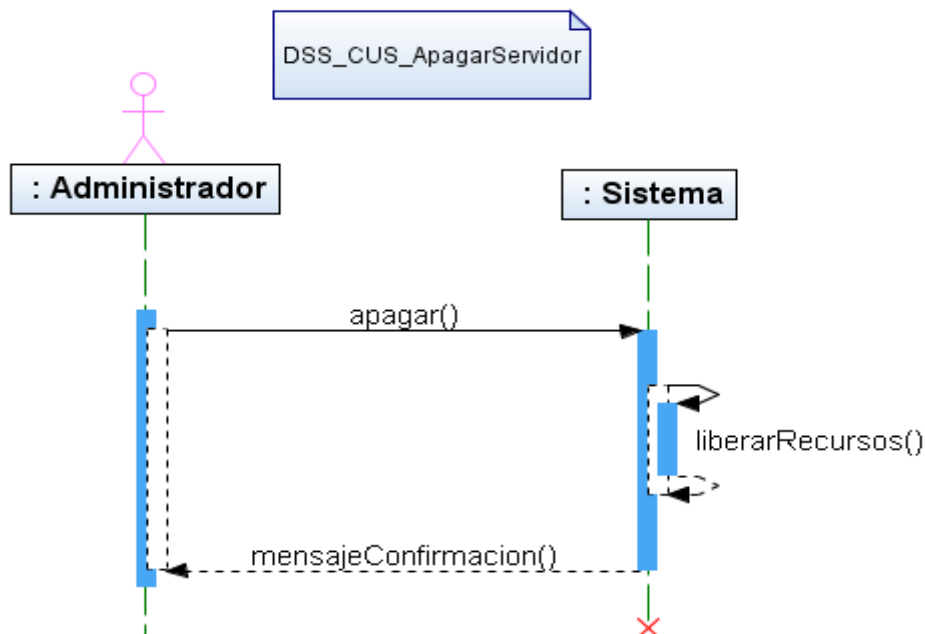 DSS_CUS_ApagarServidor
: Administrador
: Sistema
apagar()
liberarRecursos()
mensajeConfirmacion()